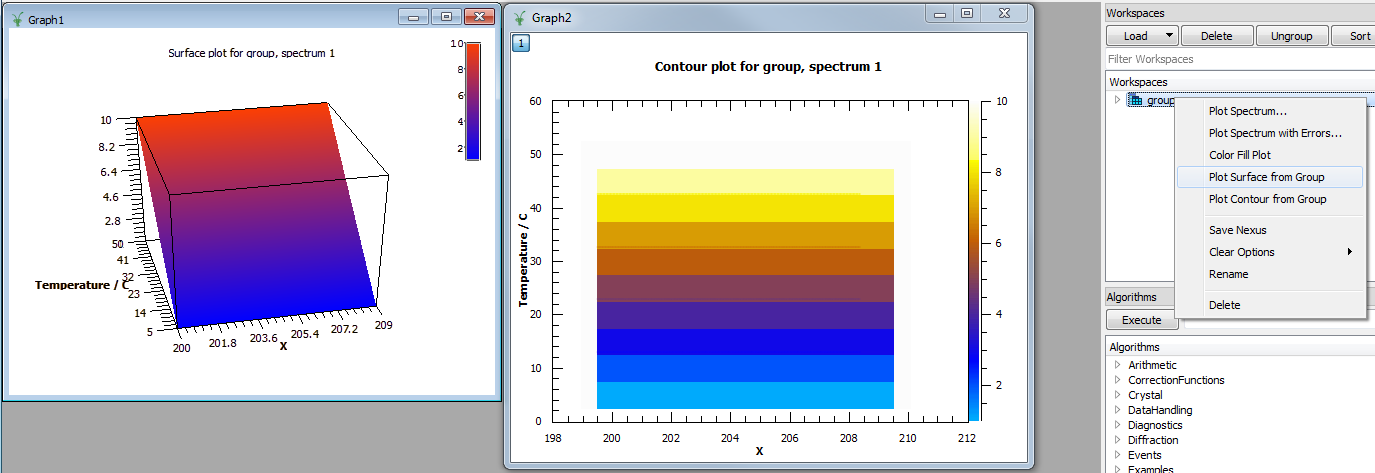 Graph1
Surface plot for group, spectrum 1
10
8
6
4
2
10
8.2
6.4
4.6
2.8
50
41
32
Temperature / C
23
14
5
200
201.8
203.6
205.4
207.2
209
X
Graph2
1
Contour plot for group, spectrum 1
60
50
40
30
20
10
0
Temperature / C
198 200 202 204 206 208 210 212
X
10
8
6
4
2
Workspaces
Load Delete Ungroup Sort
Filter Workspaces
Workspaces
group
Plot Spectrum...
Plot Spectrum with Errors...
Color Fill Plot
Plot Surface from Group
Plot Contour from Group
Save Nexus
Clear Options
Rename
Delete
Algorithms
Execute
Algorithms
Arithmetic
CorrectionFunctions
Crystal
DataHandling
Diagnostics
Diffraction
Events
Examples